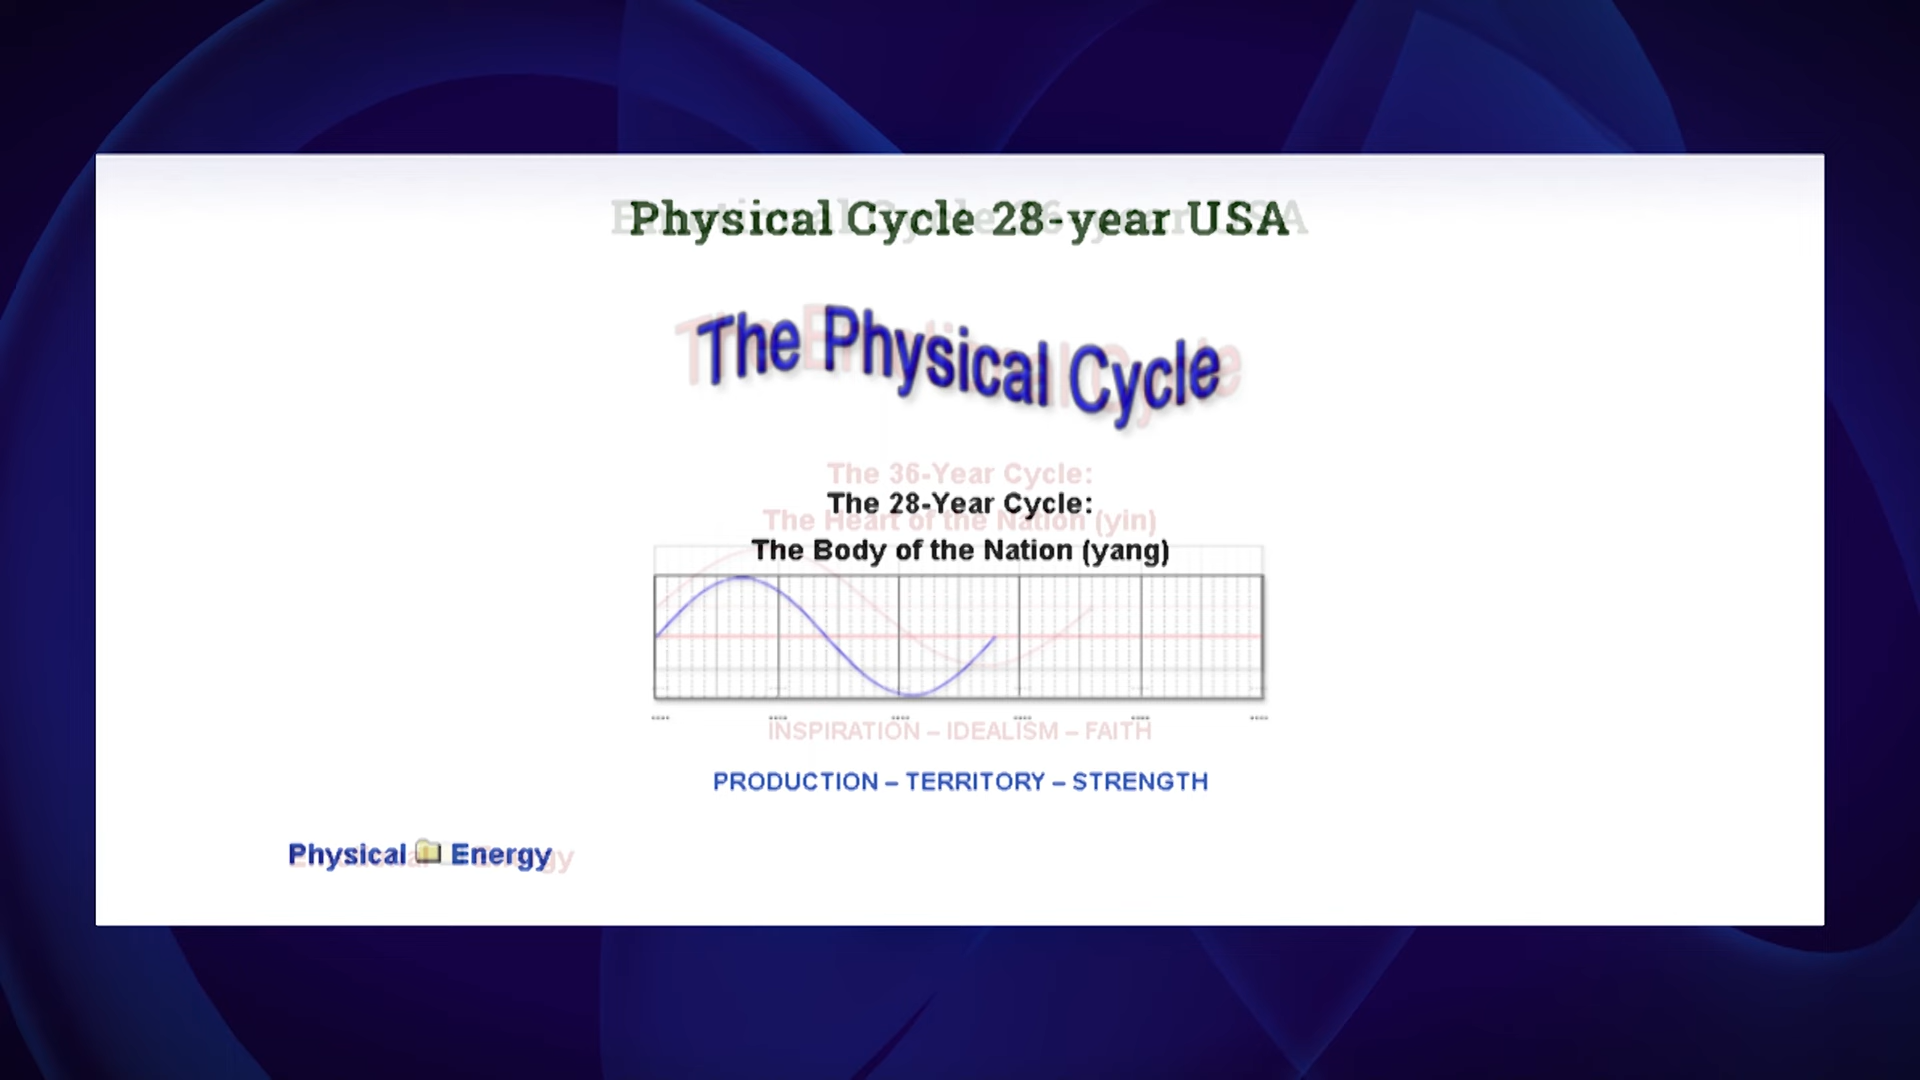 Physical Cycle 28-year USA
The Physical Cycle
The 36-Year Cycle:
The 28-Year Cycle:
The Heart of the Nation (yin)
The Body of the Nation (yang)
INSPIRATION – IDEALISM – FAITH
PRODUCTION – TERRITORY – STRENGTH
Physical Energy